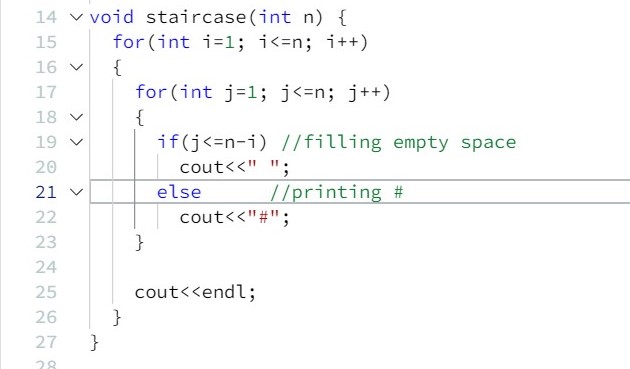 14 void staircase(int n) {
15 for(int i=1; i<=n; i++)
16 {
17 for(int j=1; j<=n; j++)
18 {
19 if(j<=n-i) //filling empty space
20 cout<<" ";
21 else //printing #
22 cout<<"#";
23 }
24
25 cout<<endl;
26 }
27 }
28